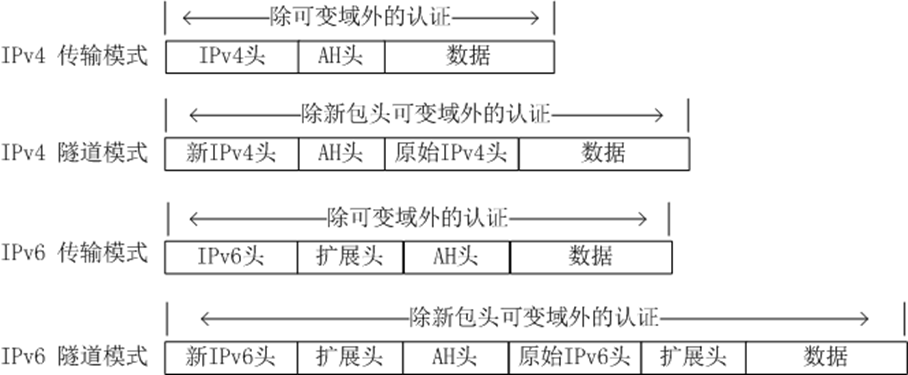 除可变域外的认证
IPv4 传输模式 IPv4头 AH头 数据
除新包头可变域外的认证
IPv4 隧道模式 新IPv4头 AH头 原始IPv4头 数据
除可变域外的认证
IPv6 传输模式 IPv6头 扩展头 AH头 数据
除新包头可变域外的认证
IPv6 隧道模式 新IPv6头 扩展头 AH头 原始IPv6头 扩展头 数据